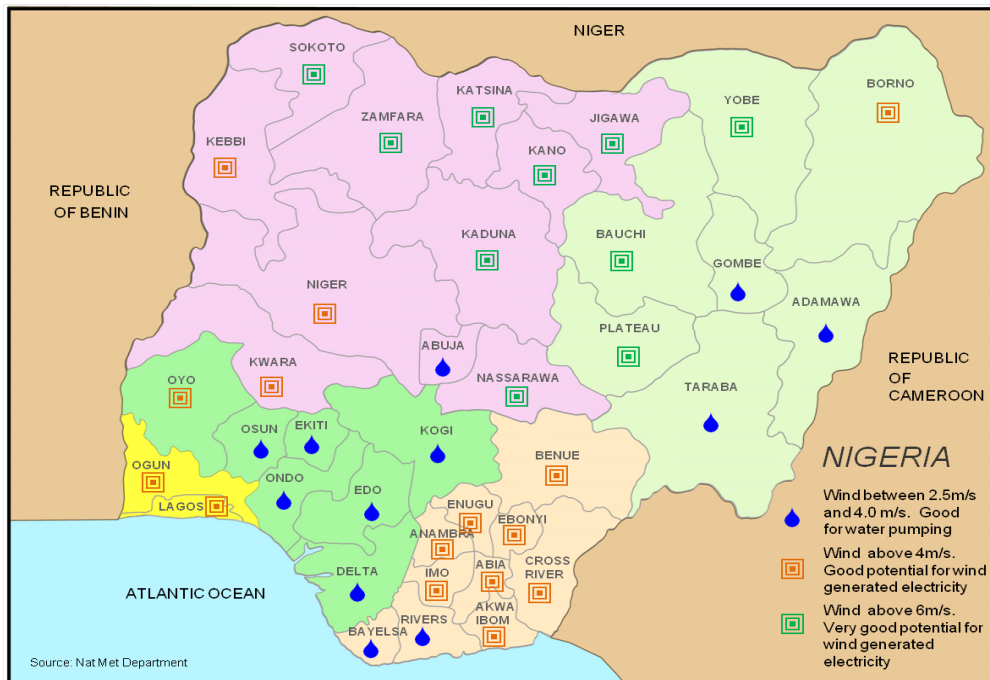 NIGER
SOKOTO
BORNO
KATSINA
YOBE
ZAMFARA
JIGAWA
KEBBI
KANO
REPUBLIC
OF BENIN
KADUNA
BAUCHI
GOMBE
NIGER
ADAMAWA
PLATEAU
ABUJA
KWARA
REPUBLIC
OF
CAMEROON
NASSARAWA
OYO
TARABA
OSUN
EKITI
KOGI
BENUE
NIGERIA
OGUN
ONDO
EDO
LAGOS
ENUGU
EBONYI
ANAMBRA
Wind between 2.5m/s
and 4.0 m/s. Good
for water pumping
DELTA
IMO
ABIA
CROSS
RIVER
Wind above 4m/s.
Good potential for wind
generated electricity
ATLANTIC OCEAN
AKWA
IBOM
RIVERS
BAYELSA
Wind above 6m/s.
Very good potential for
wind generated
electricity
Source: Nat Met Department